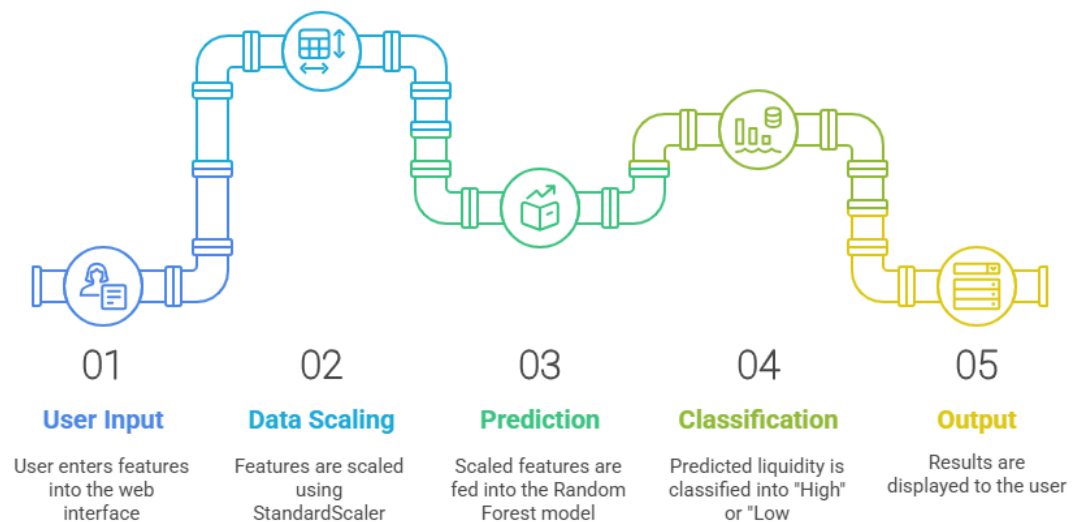 01
User Input
User enters features
into the web
interface
02
Data Scaling
Features are scaled
using
StandardScaler
03
Prediction
Scaled features are
fed into the Random
Forest model
04
Classification
Predicted liquidity is
classified into "High"
or "Low
05
Output
Results are
displayed to the user